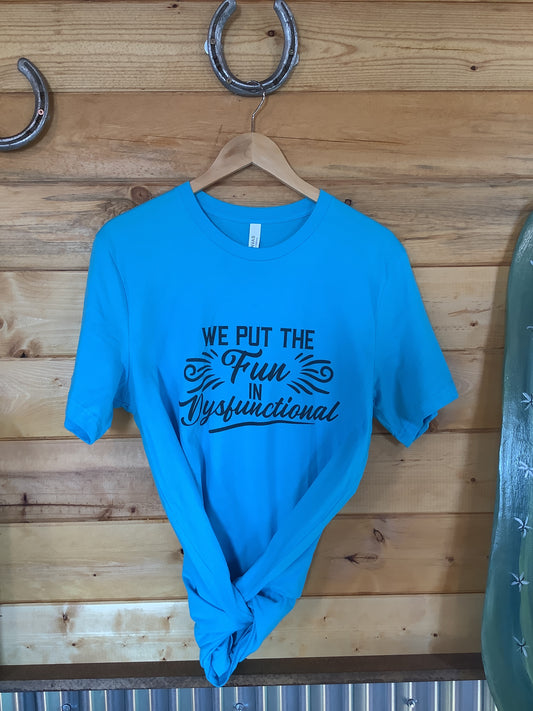 WE PUT THE
Fun
IN
Dysfunctional